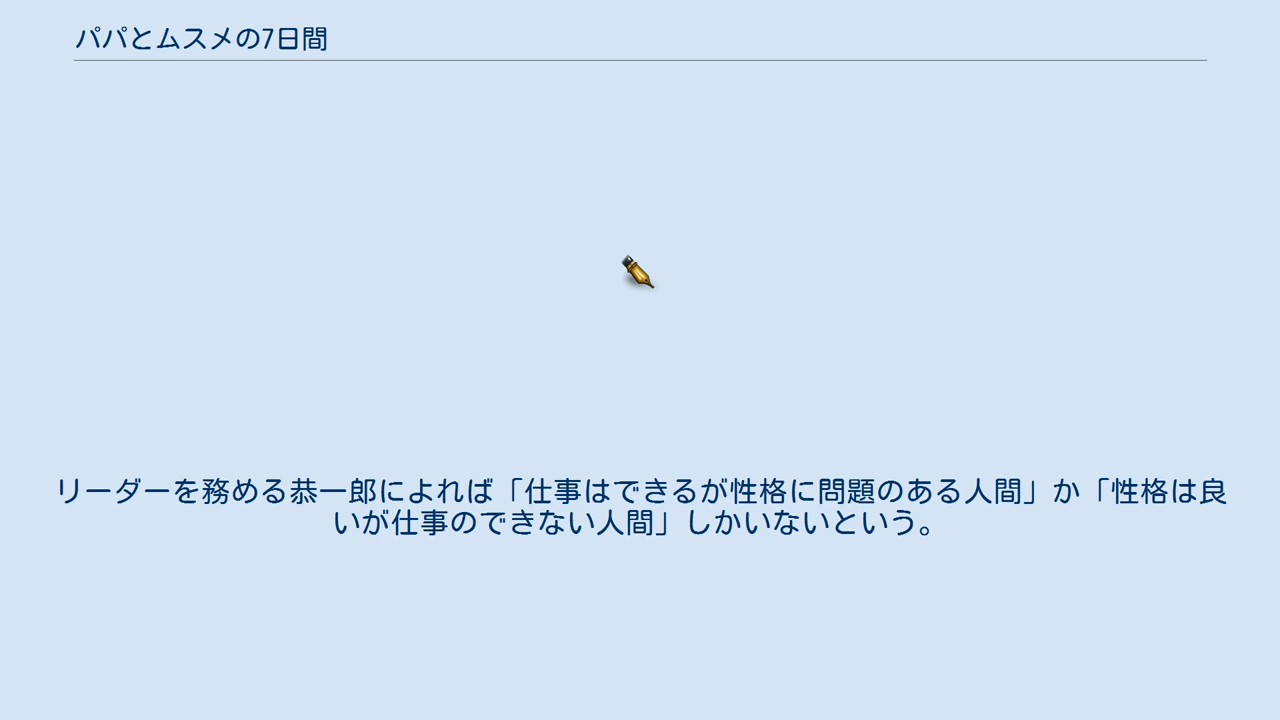 パパとムスメの7日間
リーダーを務める恭一郎によれば「仕事はできるが性格に問題のある人間」か「性格は良
いが仕事のできない人間」しかいないという。